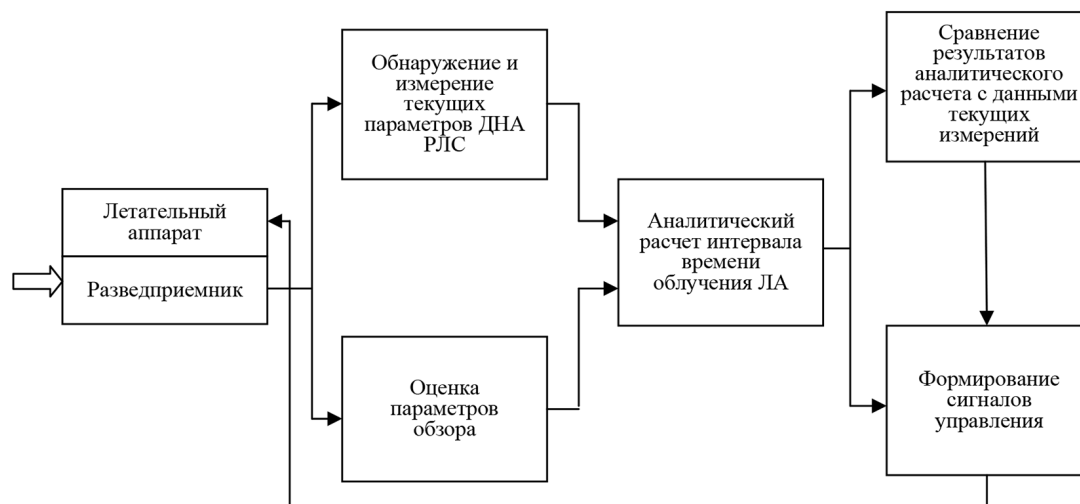 Летательный
аппарат
Разведприемник
Обнаружение и
измерение
текущих
параметров ДНА
РЛС
Оценка
параметров
обзора
Аналитический
расчет интервала
времени
облучения ЛА
Сравнение
результатов
аналитического
расчета с данными
текущих
измерений
Формирование
сигналов
управления